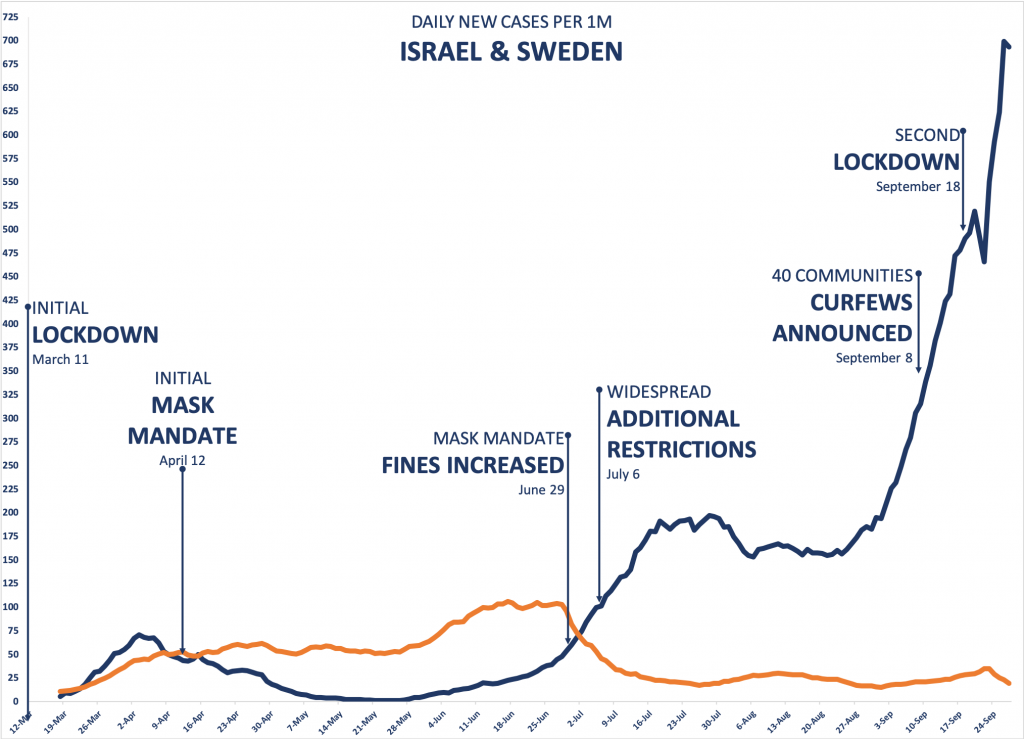 DAILY NEW CASES PER 1M
ISRAEL & SWEDEN
725
700
675
650
625
600
575
550
525
500
475
450
425
400
375
350
325
300
275
250
225
200
175
150
125
100
75
50
25
0
INITIAL
LOCKDOWN
March 11
INITIAL
MASK
MANDATE
April 12
MASK MANDATE
FINES INCREASED
June 29
WIDESPREAD
ADDITIONAL
RESTRICTIONS
July 6
40 COMMUNITIES
CURFEWS
ANNOUNCED
September 8
SECOND
LOCKDOWN
September 18
12-Mar
19-Mar
26-Mar
2-Apr
9-Apr
16-Apr
23-Apr
30-Apr
7-May
14-May
21-May
28-May
4-Jun
11-Jun
18-Jun
25-Jun
2-Jul
9-Jul
16-Jul
23-Jul
30-Jul
6-Aug
13-Aug
20-Aug
27-Aug
3-Sep
10-Sep
17-Sep
24-Sep